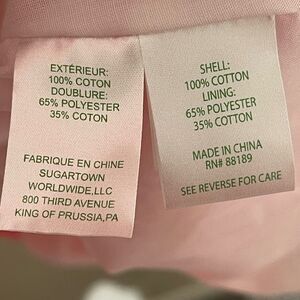 EXTÉRIEUR:
100% COTON
DOUBLURE:
65% POLYESTER
35% COTON
FABRIQUE EN CHINE
SUGARTOWN
WORLDWIDE,LLC
800 THIRD AVENUE
KING OF PRUSSIA,PA
SHELL:
100% COTTON
LINING:
65% POLYESTER
35% COTTON
MADE IN CHINA
RN# 88189
SEE REVERSE FOR CARE